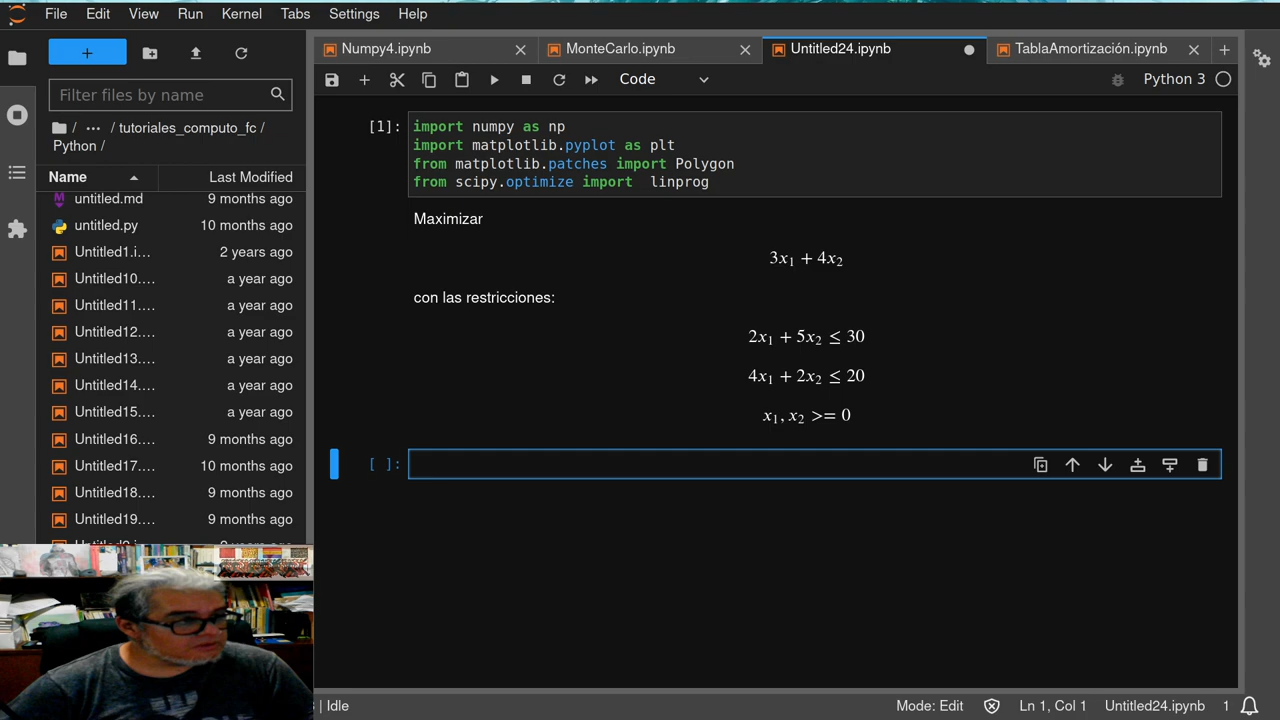 File Edit View Run Kernel Tabs Settings Help
Numpy4.ipynb
MonteCarlo.ipynb
Untitled24.ipynb
TablaAmortización.ipynb
Code
Python 3
Filter files by name
/ ... / tutoriales_computo_fc /
Python /
Name Last Modified
untitled.md 9 months ago
untitled.py 10 months ago
Untitled1.i... 2 years ago
Untitled10.... a year ago
Untitled11.... a year ago
Untitled12.... a year ago
Untitled13.... a year ago
Untitled14.... a year ago
Untitled15.... a year ago
Untitled16.... 9 months ago
Untitled17.... 10 months ago
Untitled18.... 9 months ago
Untitled19.... 9 months ago
[1]: import numpy as np
import matplotlib.pyplot as plt
from matplotlib.patches import Polygon
from scipy.optimize import linprog
Maximizar
3x₁ + 4x₂
con las restricciones:
2x₁ + 5x₂ ≤ 30
4x₁ + 2x₂ ≤ 20
x₁, x₂ >= 0
[ ]:
| Idle
Mode: Edit
Ln 1, Col 1
Untitled24.ipynb
1